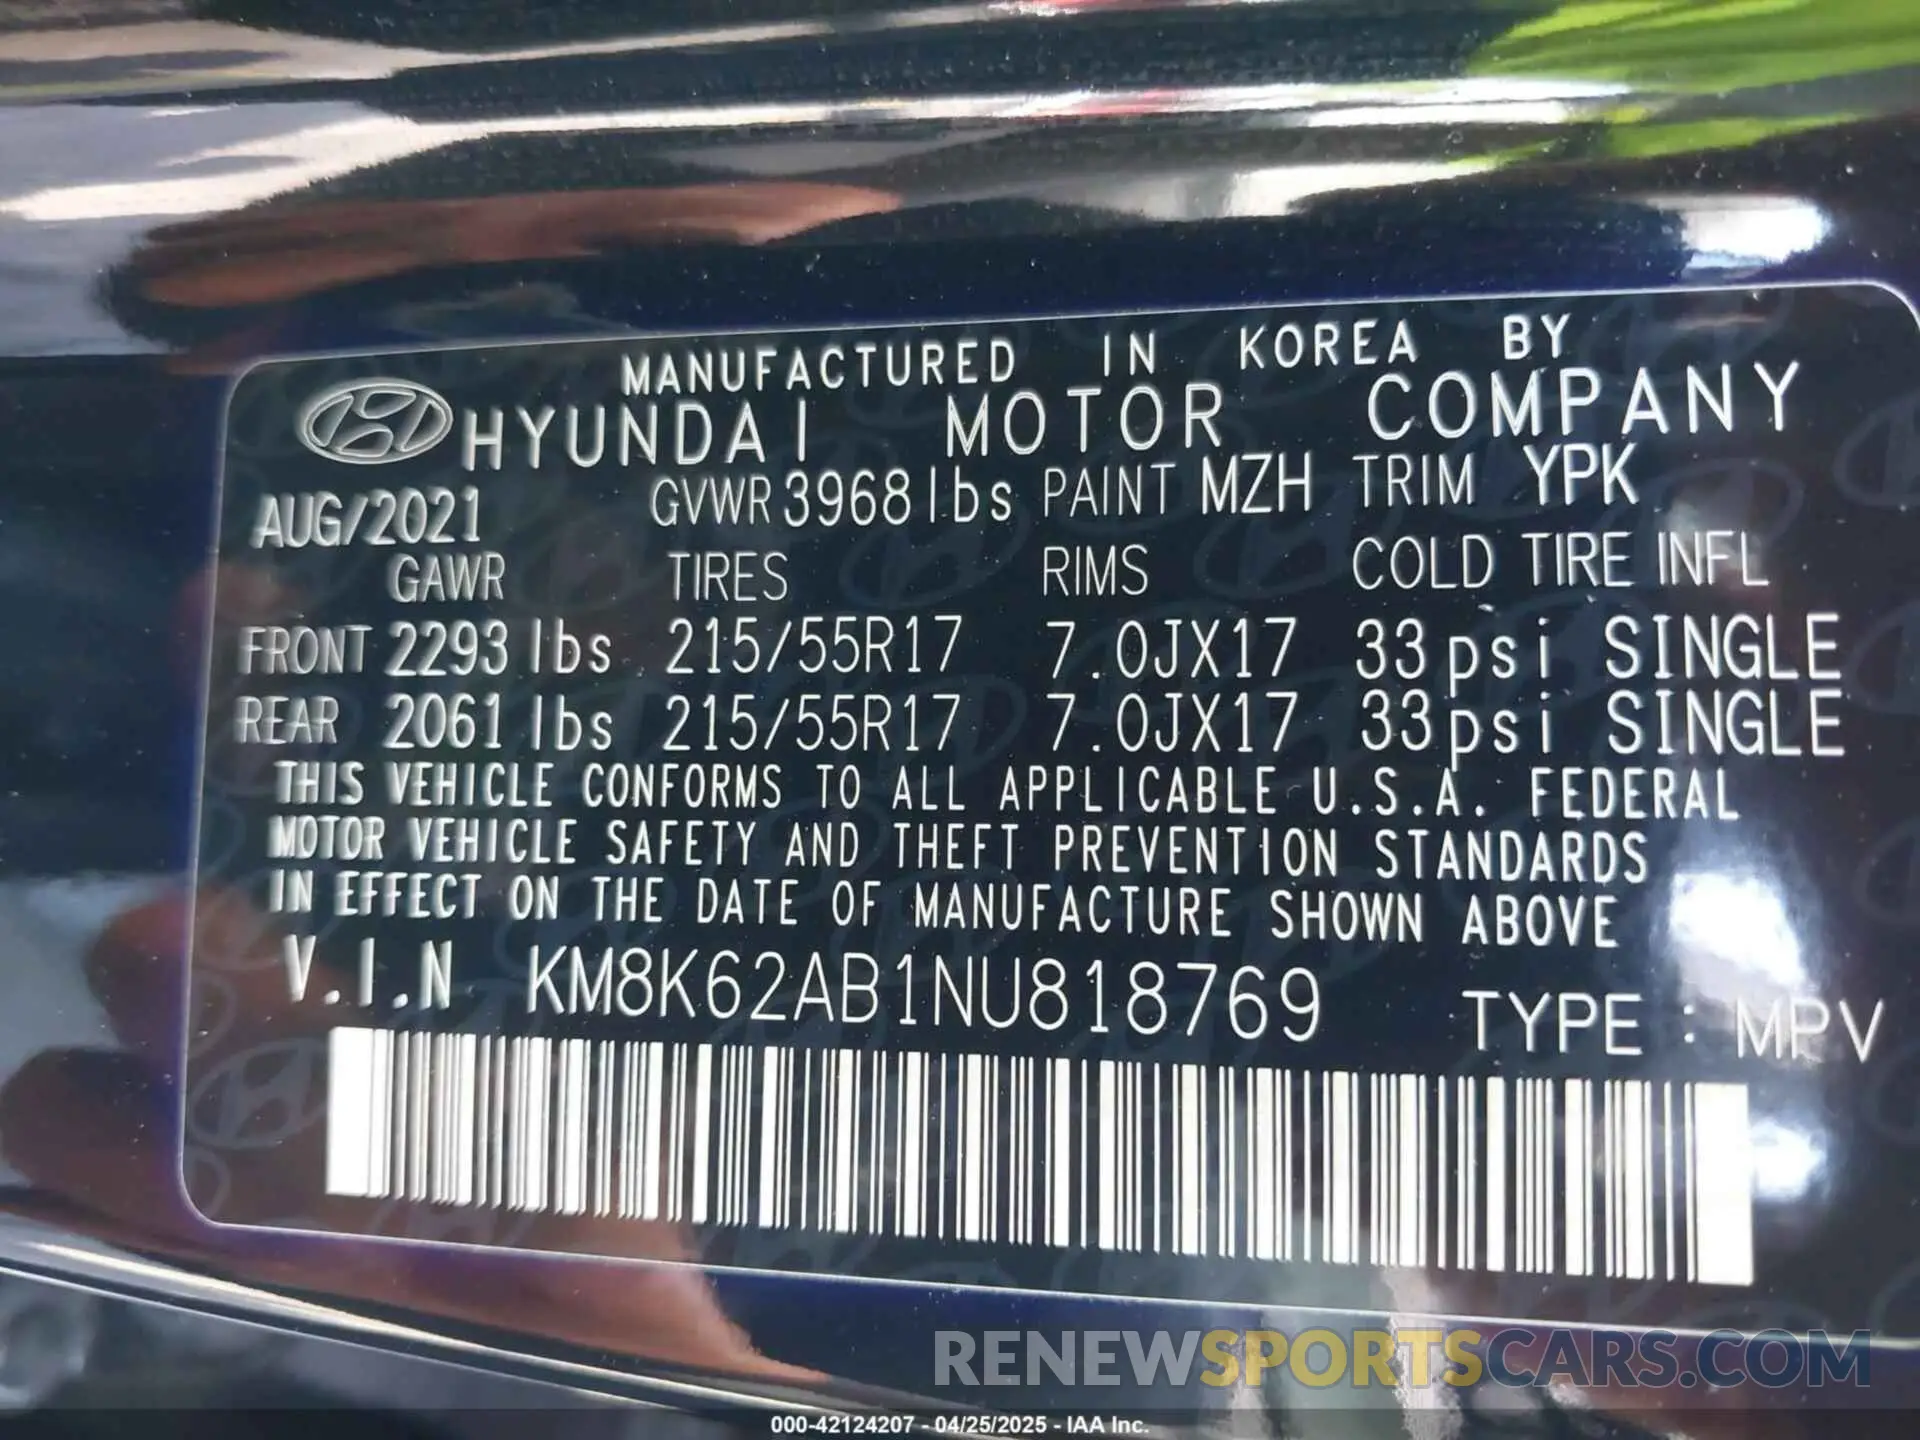 MANUFACTURED IN KOREA BY
HYUNDAI MOTOR COMPANY
AUG/2021 GVWR 3968 lbs PAINT MZH TRIM YPK
GAWR TIRES RIMS COLD TIRE INFL
FRONT 2293 lbs 215/55R17 7.0JX17 33psi SINGLE
REAR 2061 lbs 215/55R17 7.0JX17 33psi SINGLE
THIS VEHICLE CONFORMS TO ALL APPLICABLE U.S.A. FEDERAL
MOTOR VEHICLE SAFETY AND THEFT PREVENTION STANDARDS
IN EFFECT ON THE DATE OF MANUFACTURE SHOWN ABOVE
V.I.N KM8K62AB1NU818769 TYPE : MPV
RENEWSPORTSCARS.COM
000-42124207 - 04/25/2025 - IAA Inc.